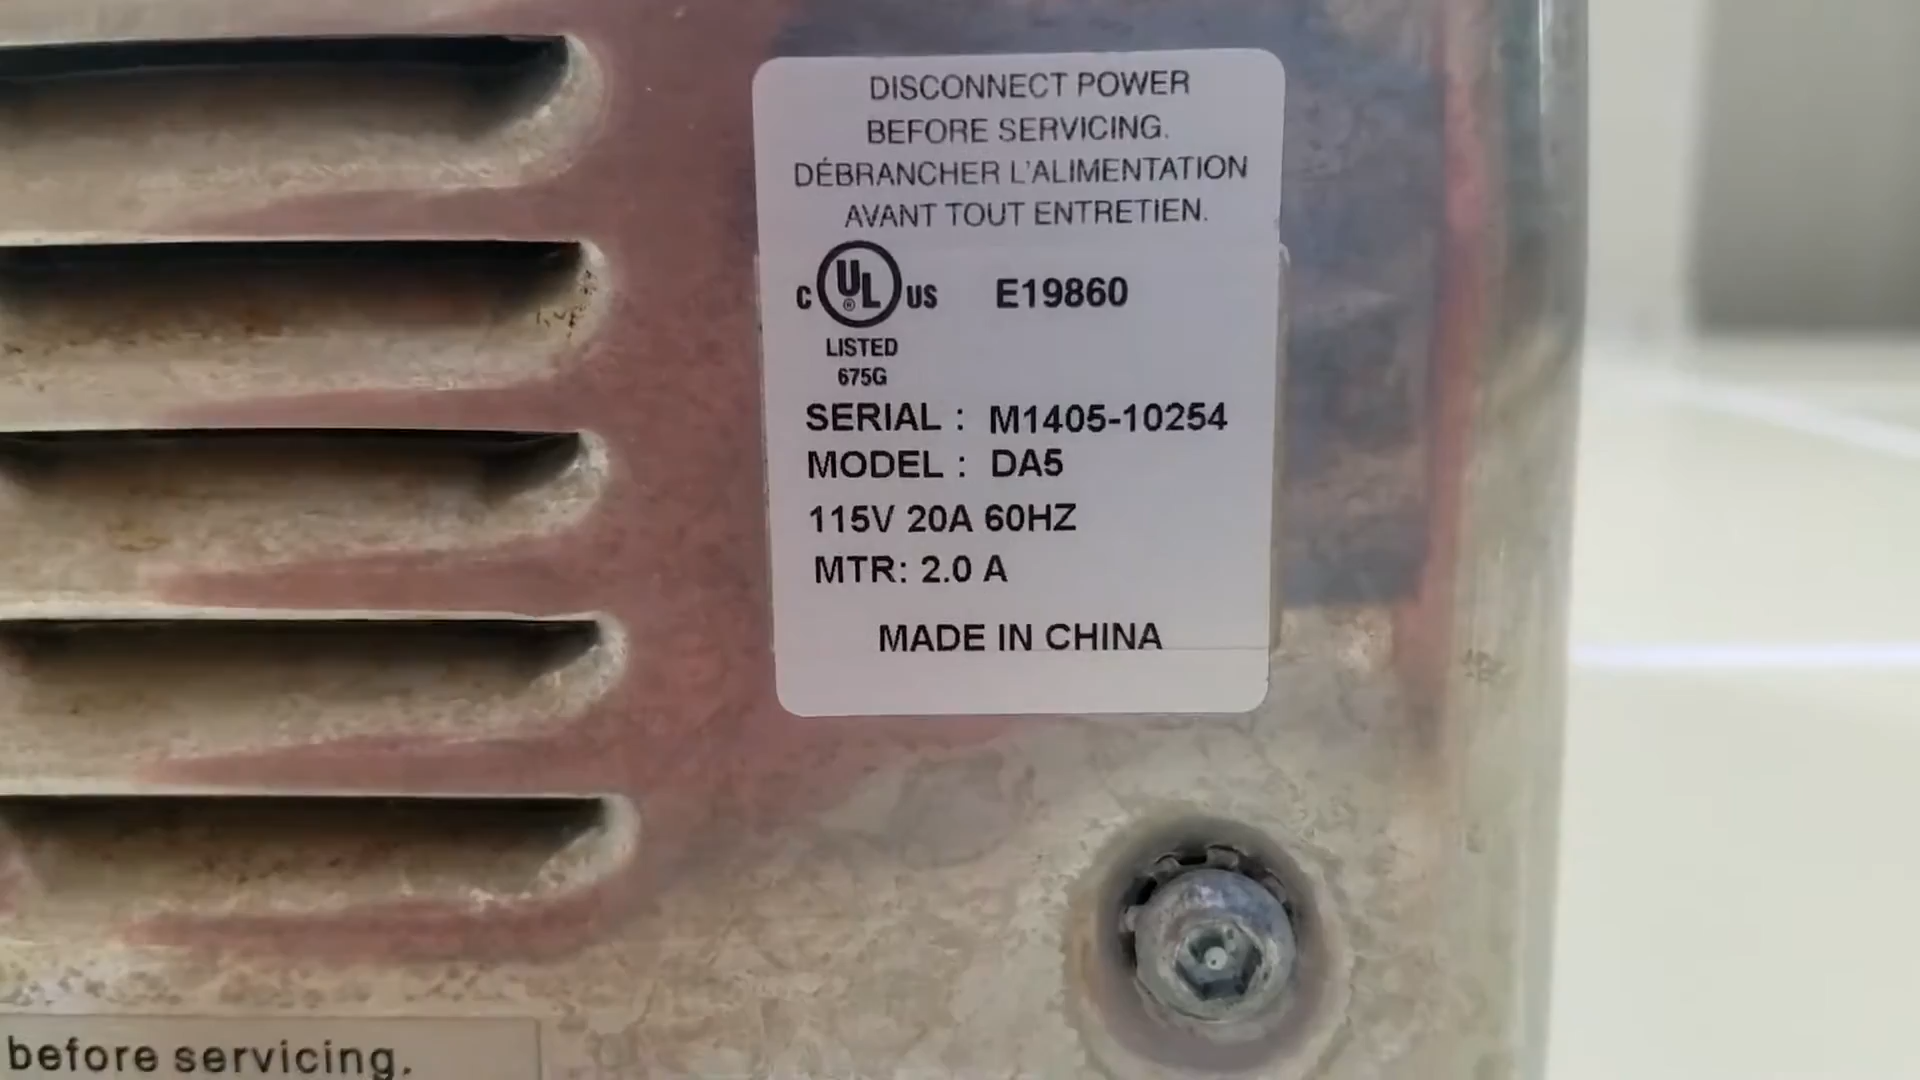 DISCONNECT POWER
BEFORE SERVICING.
DÉBRANCHER L'ALIMENTATION
AVANT TOUT ENTRETIEN.
C UL ® US E19860
LISTED
675G
SERIAL : M1405-10254
MODEL : DA5
115V 20A 60HZ
MTR: 2.0 A
MADE IN CHINA
before servicing.